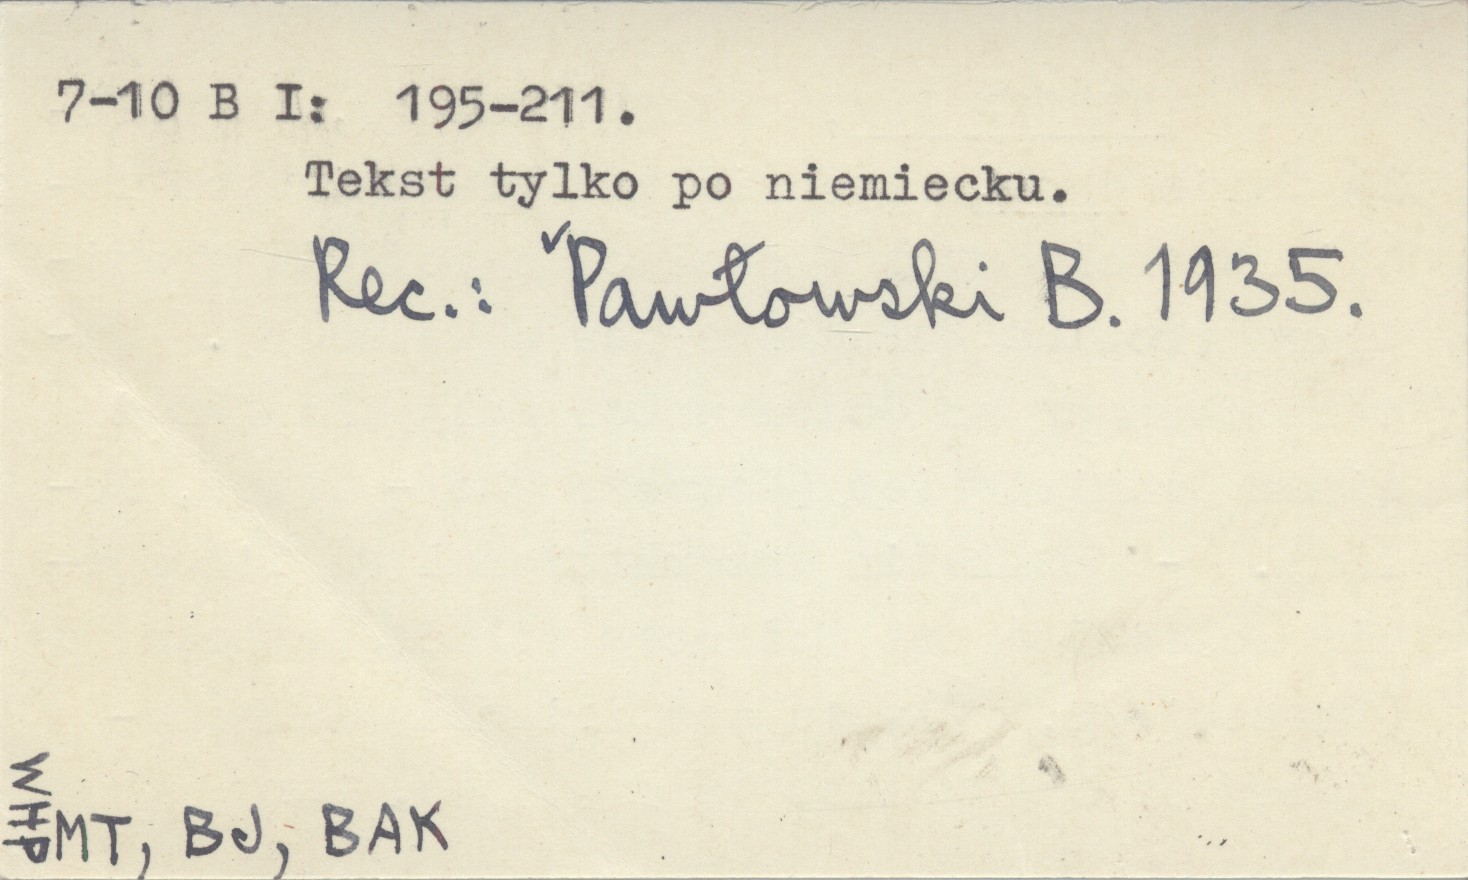 7-10 B I: 195-211.
Tekst tylko po niemiecku.
Rec.: ✓Pawłowski B. 1935.
MT, BJ, BAK